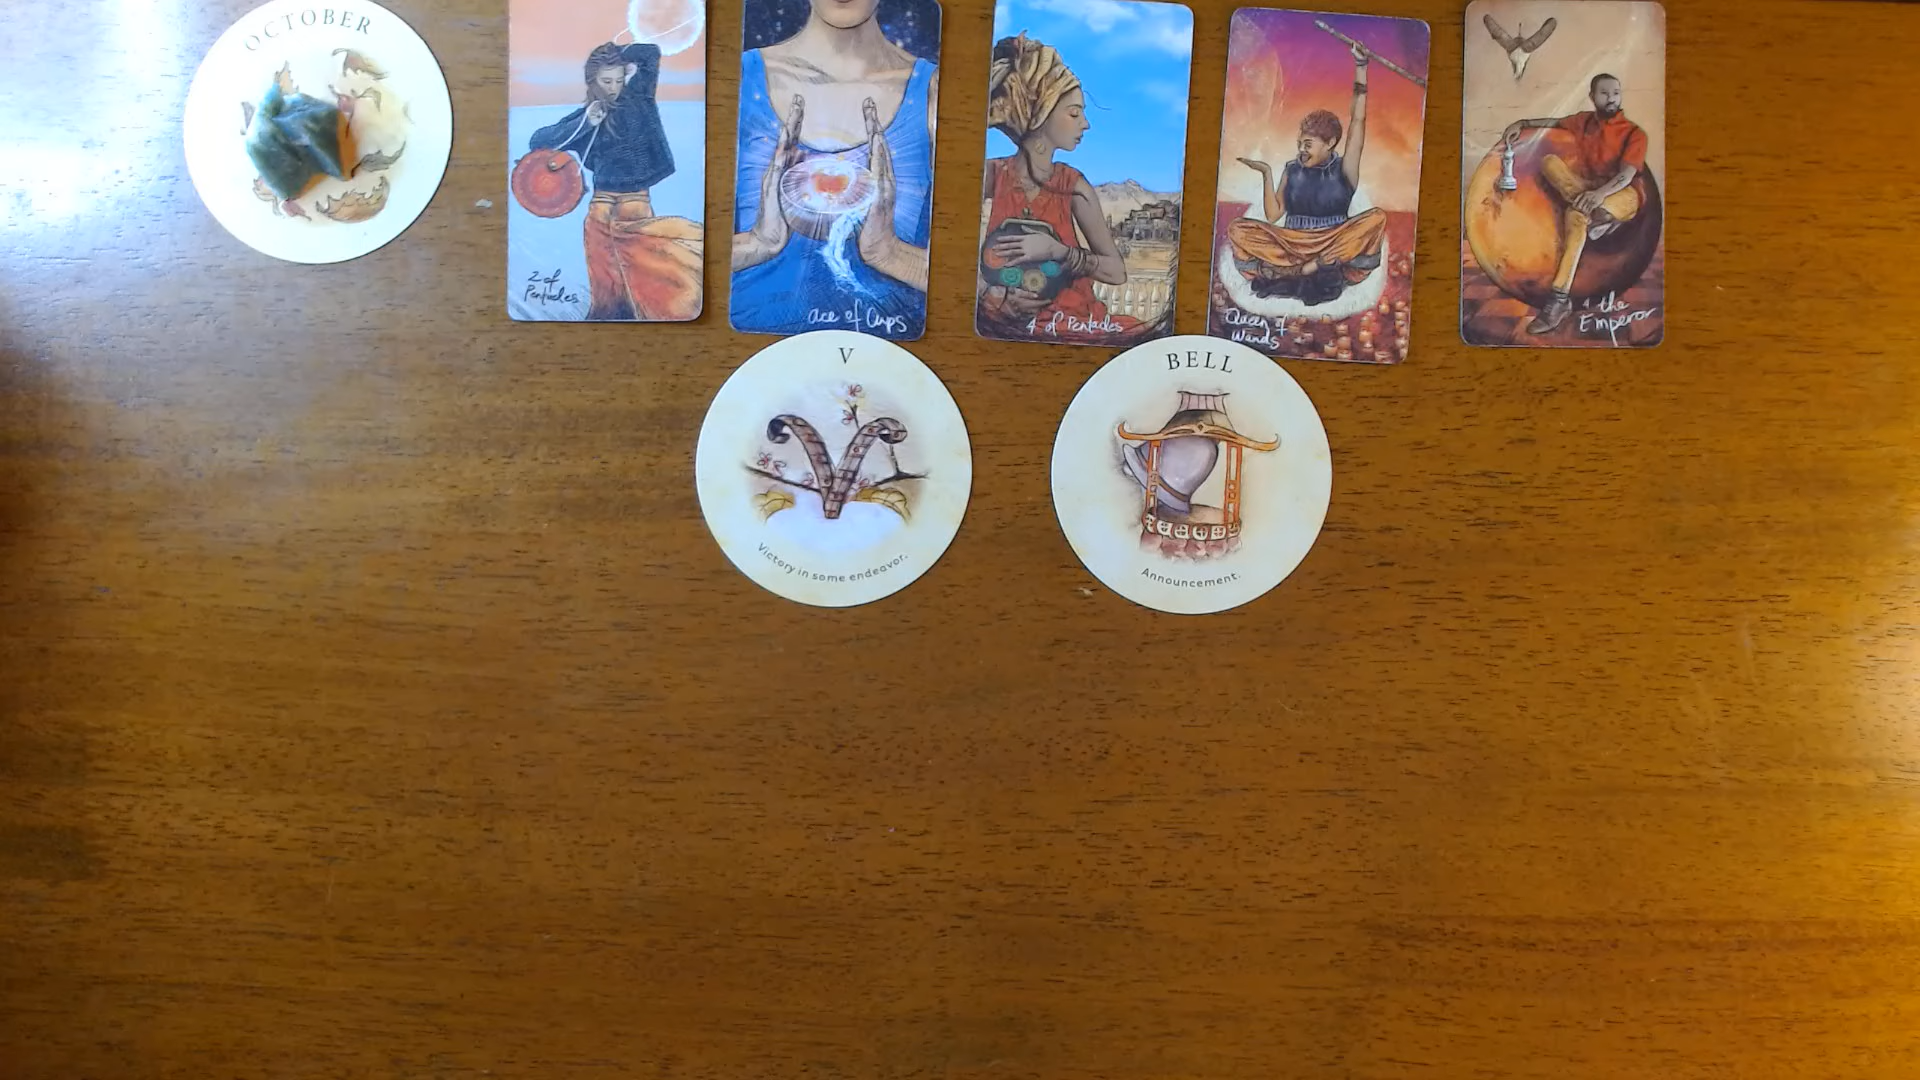 OCTOBER
2 of
Pentacles
ace of Cups
4 of Pentacles
Queen of
Wands
4 the
Emperor
V
Victory in some endeavor.
BELL
Announcement.